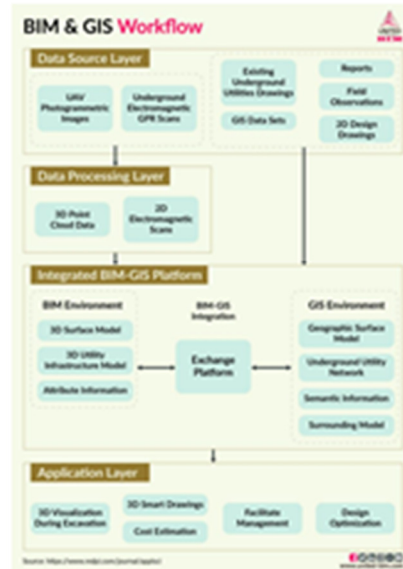 BIM & GIS Workflow
Data Source Layer
UAV
Photogrammetric
Images
Underground
Electromagnetic
GPR Scans
Existing
Underground
Utilities Drawings
GIS Data Sets
Reports
Field
Observations
2D Design
Drawings
Data Processing Layer
3D Point
Cloud Data
2D
Electromagnetic
Scans
Integrated BIM-GIS Platform
BIM Environment
3D Surface Model
3D Utility
Infrastructure Model
Attribute Information
BIM-GIS
Integration
Exchange
Platform
GIS Environment
Geographic Surface
Model
Underground Utility
Network
Semantic Information
Surrounding Model
Application Layer
3D Visualization
During Excavation
3D Smart Drawings
Cost Estimation
Facilitate
Management
Design
Optimization